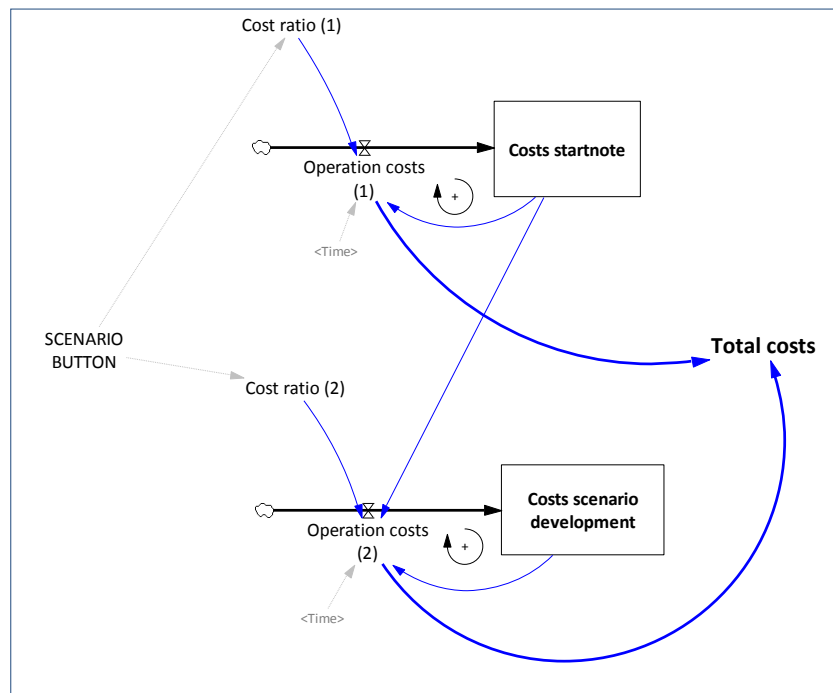 Cost ratio (1)
Costs startnote
Operation costs
(1)
+
<Time>
SCENARIO
BUTTON
Total costs
Cost ratio (2)
Costs scenario
development
Operation costs
(2)
+
<Time>